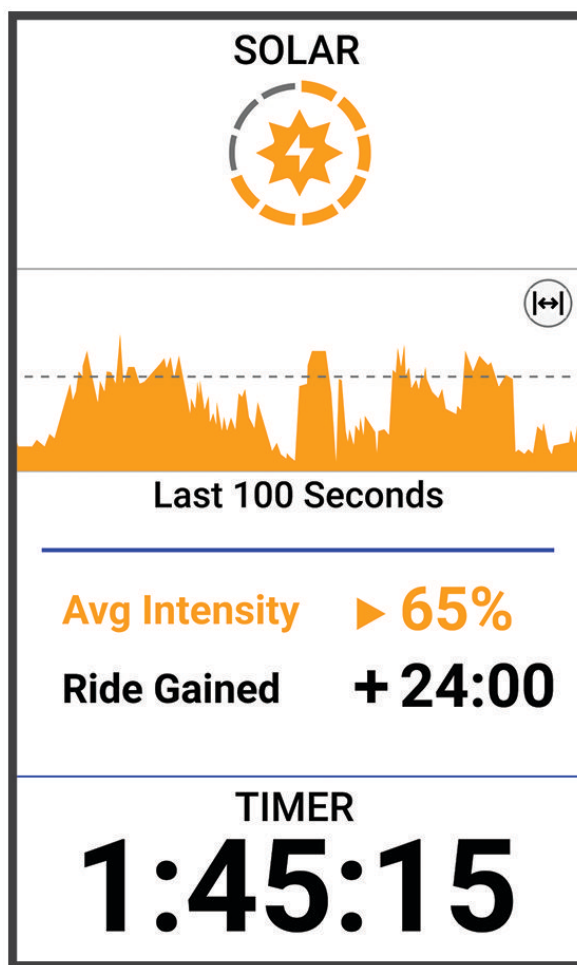 SOLAR
Last 100 Seconds
Avg Intensity 65%
Ride Gained +24:00
TIMER
1:45:15